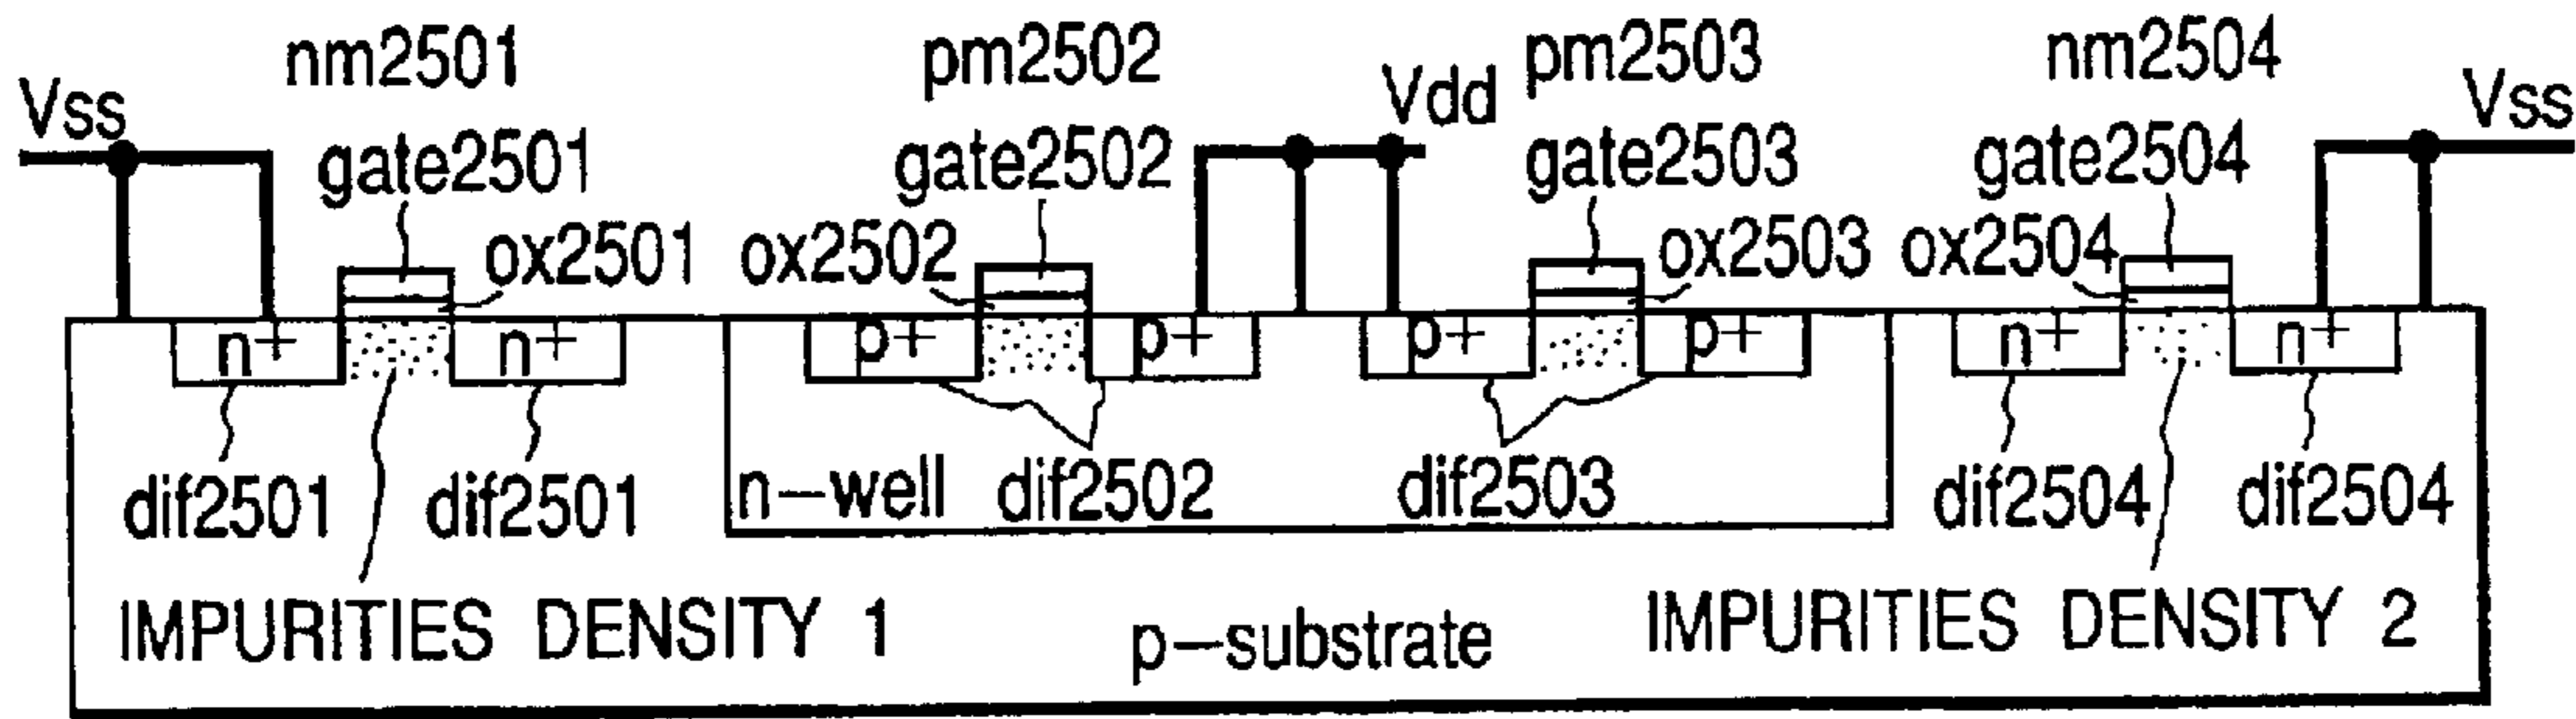 nm2501 pm2502 pm2503 nm2504
Vss Vdd Vss
gate2501 gate2502 gate2503 gate2504
ox2501 ox2502 ox2503 ox2504
n+ n+ p+ p+ p+ p+ n+ n+
dif2501 dif2501 n-well dif2502 dif2503 dif2504 dif2504
IMPURITIES DENSITY 1 p-substrate IMPURITIES DENSITY 2